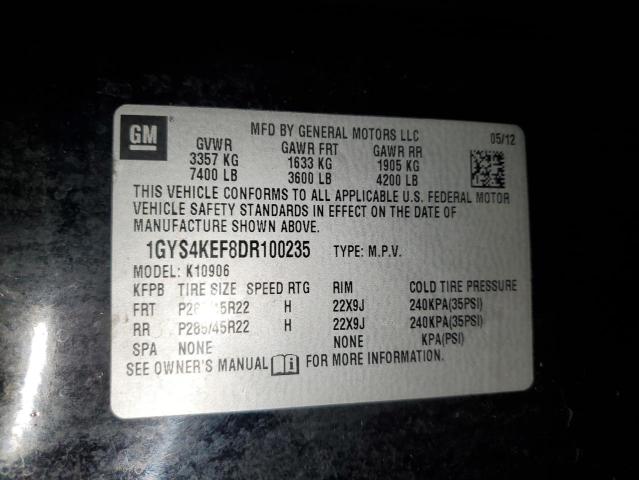 GM
MFD BY GENERAL MOTORS LLC 05/12
GVWR GAWR FRT GAWR RR
3357 KG 1633 KG 1905 KG
7400 LB 3600 LB 4200 LB
THIS VEHICLE CONFORMS TO ALL APPLICABLE U.S. FEDERAL MOTOR
VEHICLE SAFETY STANDARDS IN EFFECT ON THE DATE OF
MANUFACTURE SHOWN ABOVE.
1GYS4KEF8DR100235 TYPE: M.P.V.
MODEL: K10906
KFPB TIRE SIZE SPEED RTG RIM COLD TIRE PRESSURE
FRT H 22X9J 240KPA(35PSI)
RR P285/45R22 H 22X9J 240KPA(35PSI)
SPA NONE NONE KPA(PSI)
SEE OWNER'S MANUAL FOR MORE INFORMATION.